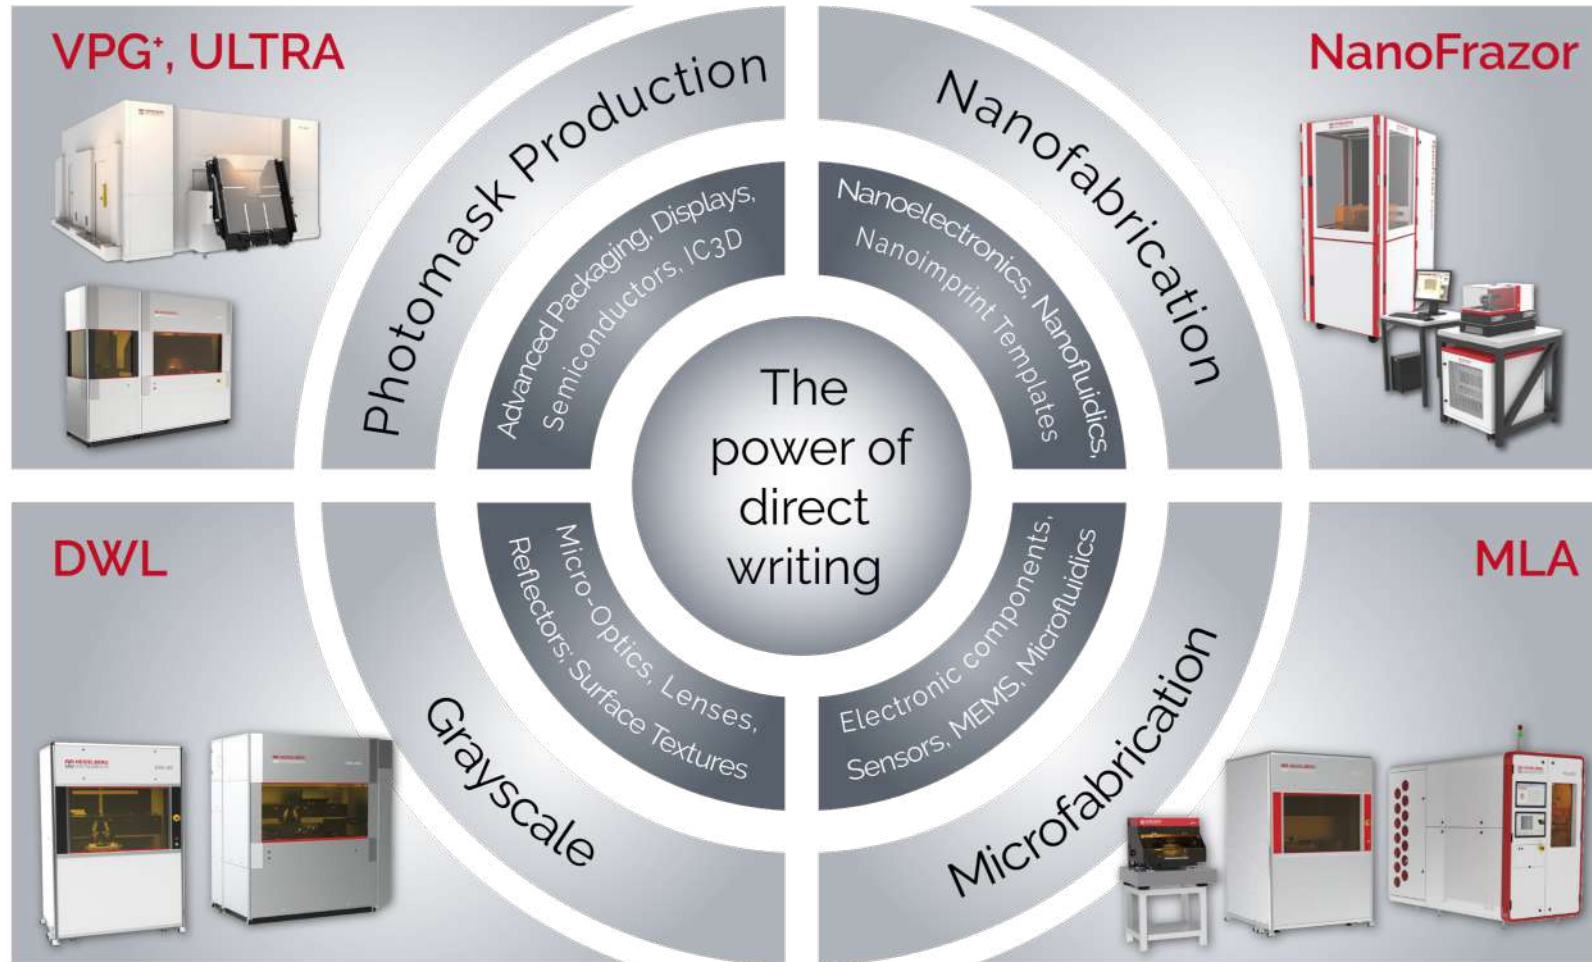 VPG⁺, ULTRA
Photomask Production
Advanced Packaging, Displays,
Semiconductors, IC3D
NanoFrazor
Nanofabrication
Nanoelectronics, Nanofluidics,
Nanoimprint Templates
The
power of
direct
writing
DWL
Grayscale
Micro-Optics, Lenses,
Reflectors; Surface Textures
HEIDELBERG
MLA
Microfabrication
Electronic components,
Sensors, MEMS, Microfluidics